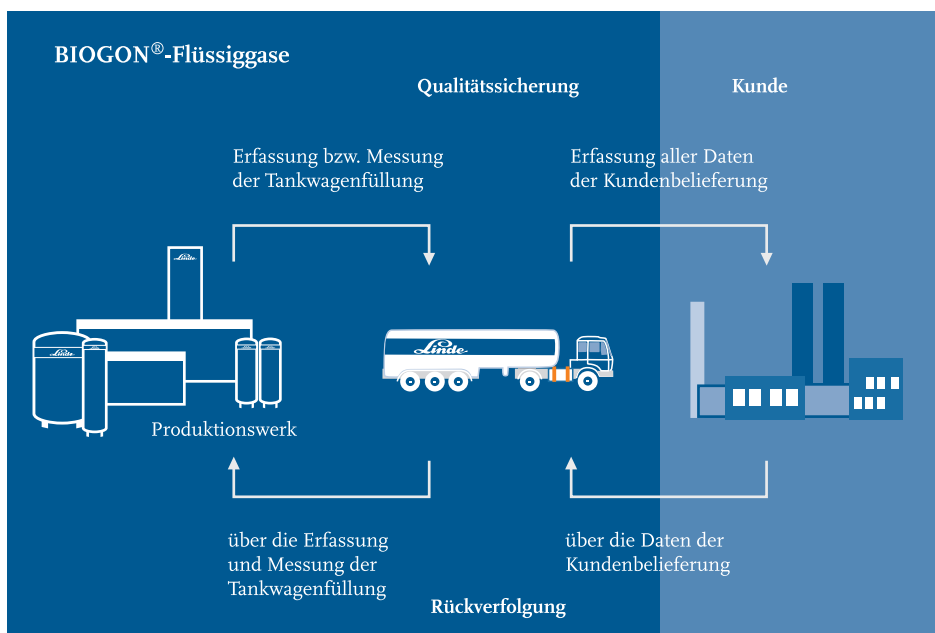 BIOGON®-Flüssiggase
Qualitätssicherung
Kunde
Erfassung bzw. Messung
der Tankwagenfüllung
Erfassung aller Daten
der Kundenbelieferung
Linde
Linde
Linde
Produktionswerk
über die Erfassung
und Messung der
Tankwagenfüllung
über die Daten der
Kundenbelieferung
Rückverfolgung